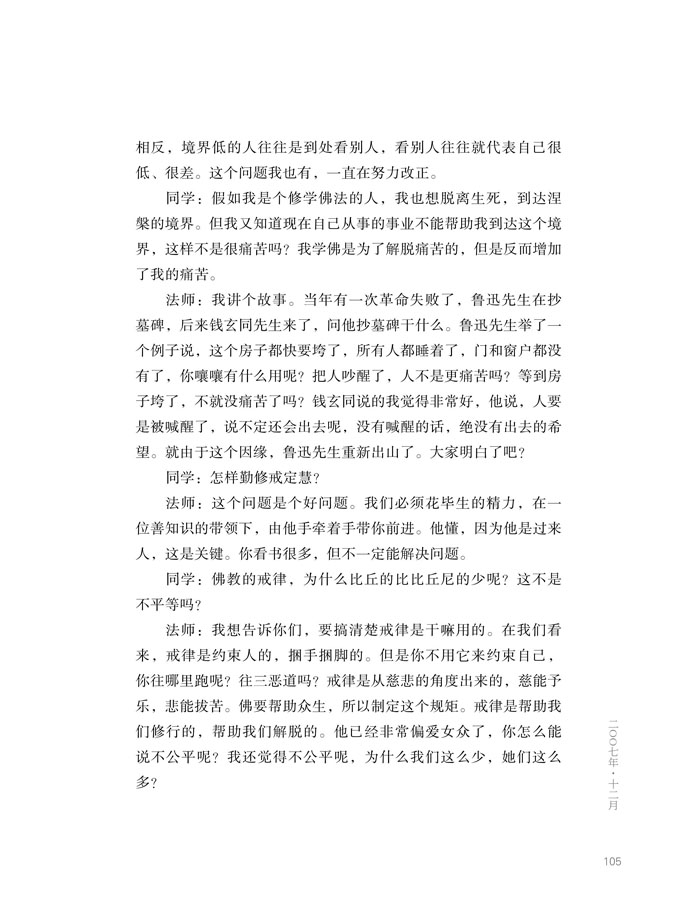 相反，境界低的人往往是到处看别人，看别人往往就代表自己很
低、很差。这个问题我也有，一直在努力改正。
同学：假如我是个修学佛法的人，我也想脱离生死，到达涅
槃的境界。但我又知道现在自己从事的事业不能帮助我到达这个境
界，这样不是很痛苦吗？我学佛是为了解脱痛苦的，但是反而增加
了我的痛苦。
法师：我讲个故事。当年有一次革命失败了，鲁迅先生在抄
墓碑，后来钱玄同先生来了，问他抄墓碑干什么。鲁迅先生举了一
个例子说，这个房子都快要垮了，所有人都睡着了，门和窗户都没
有了，你嚷嚷有什么用呢？把人吵醒了，人不是更痛苦吗？等到房
子垮了，不就没痛苦了吗？钱玄同说的我觉得非常好，他说，人要
是被喊醒了，说不定还会出去呢，没有喊醒的话，绝没有出去的希
望。就由于这个因缘，鲁迅先生重新出山了。大家明白了吧？
同学：怎样勤修戒定慧？
法师：这个问题是个好问题。我们必须花毕生的精力，在一
位善知识的带领下，由他手牵着手带你前进。他懂，因为他是过来
人，这是关键。你看书很多，但不一定能解决问题。
同学：佛教的戒律，为什么比丘的比比丘尼的少呢？这不是
不平等吗？
法师：我想告诉你们，要搞清楚戒律是干嘛用的。在我们看
来，戒律是约束人的，捆手捆脚的。但是你不用它来约束自己，
你往哪里跑呢？往三恶道吗？戒律是从慈悲的角度出来的，慈能予
乐，悲能拔苦。佛要帮助众生，所以制定这个规矩。戒律是帮助我
们修行的，帮助我们解脱的。他已经非常偏爱女众了，你怎么能
说不公平呢？我还觉得不公平呢，为什么我们这么少，她们这么
多？
二〇〇七年·十二月
105